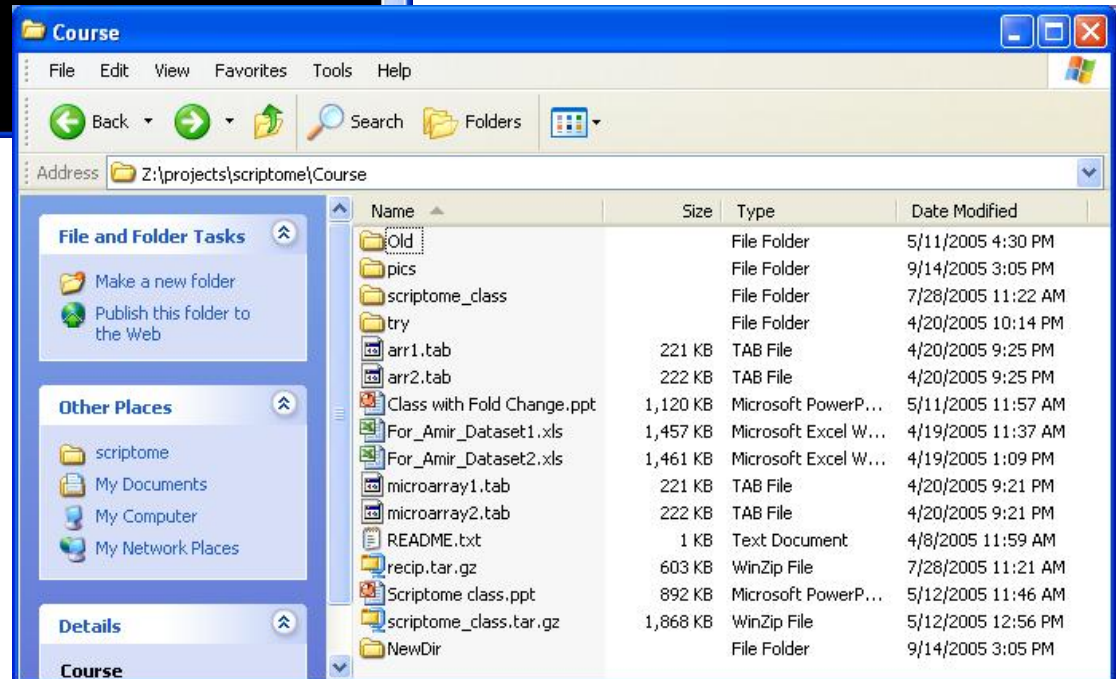 Course
File Edit View Favorites Tools Help
Back Search Folders
Address Z:\projects\scriptome\Course
File and Folder Tasks
Make a new folder
Publish this folder to
the Web
Other Places
scriptome
My Documents
My Computer
My Network Places
Details
Course
Name Size Type Date Modified
Old File Folder 5/11/2005 4:30 PM
pics File Folder 9/14/2005 3:05 PM
scriptome_class File Folder 7/28/2005 11:22 AM
try File Folder 4/20/2005 10:14 PM
arr1.tab 221 KB TAB File 4/20/2005 9:25 PM
arr2.tab 222 KB TAB File 4/20/2005 9:25 PM
Class with Fold Change.ppt 1,120 KB Microsoft PowerP... 5/11/2005 11:57 AM
For_Amir_Dataset1.xls 1,457 KB Microsoft Excel W... 4/19/2005 11:37 AM
For_Amir_Dataset2.xls 1,461 KB Microsoft Excel W... 4/19/2005 1:09 PM
microarray1.tab 221 KB TAB File 4/20/2005 9:21 PM
microarray2.tab 222 KB TAB File 4/20/2005 9:21 PM
README.txt 1 KB Text Document 4/8/2005 11:59 AM
recip.tar.gz 603 KB WinZip File 7/28/2005 11:21 AM
Scriptome class.ppt 892 KB Microsoft PowerP... 5/12/2005 11:46 AM
scriptome_class.tar.gz 1,868 KB WinZip File 5/12/2005 12:56 PM
NewDir File Folder 9/14/2005 3:05 PM